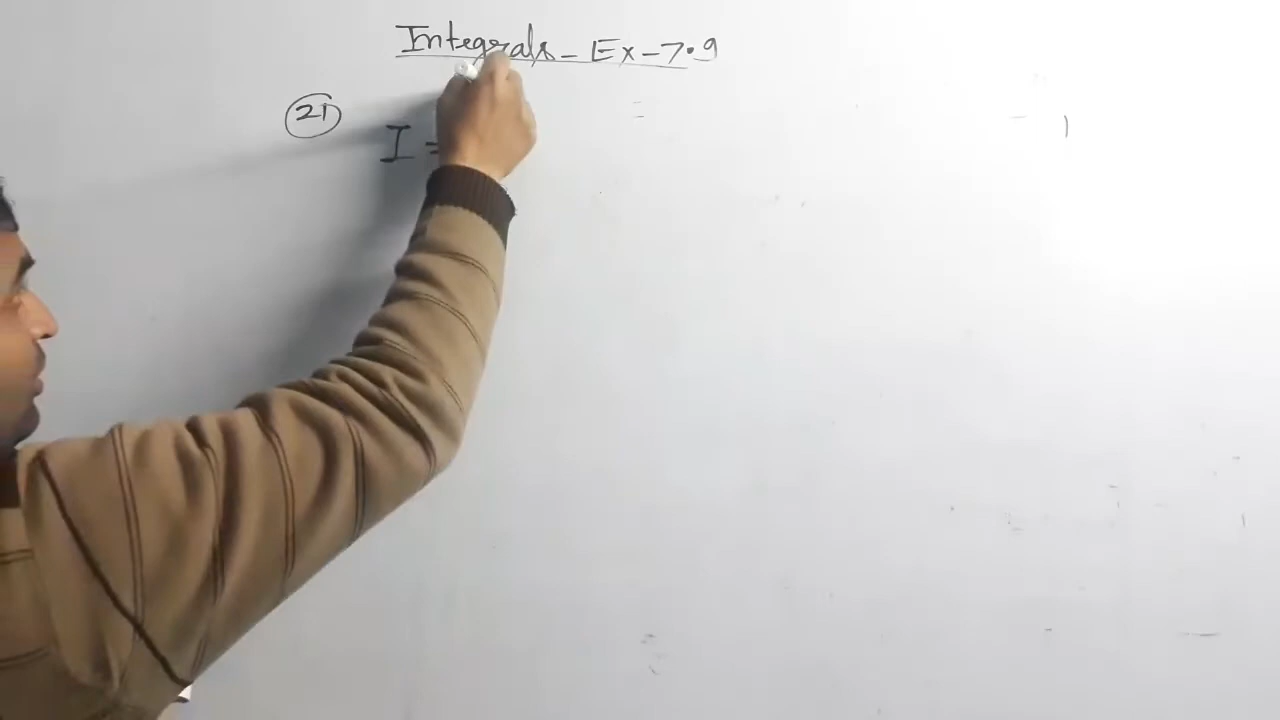 Integrals - Ex - 7.9
21
I =